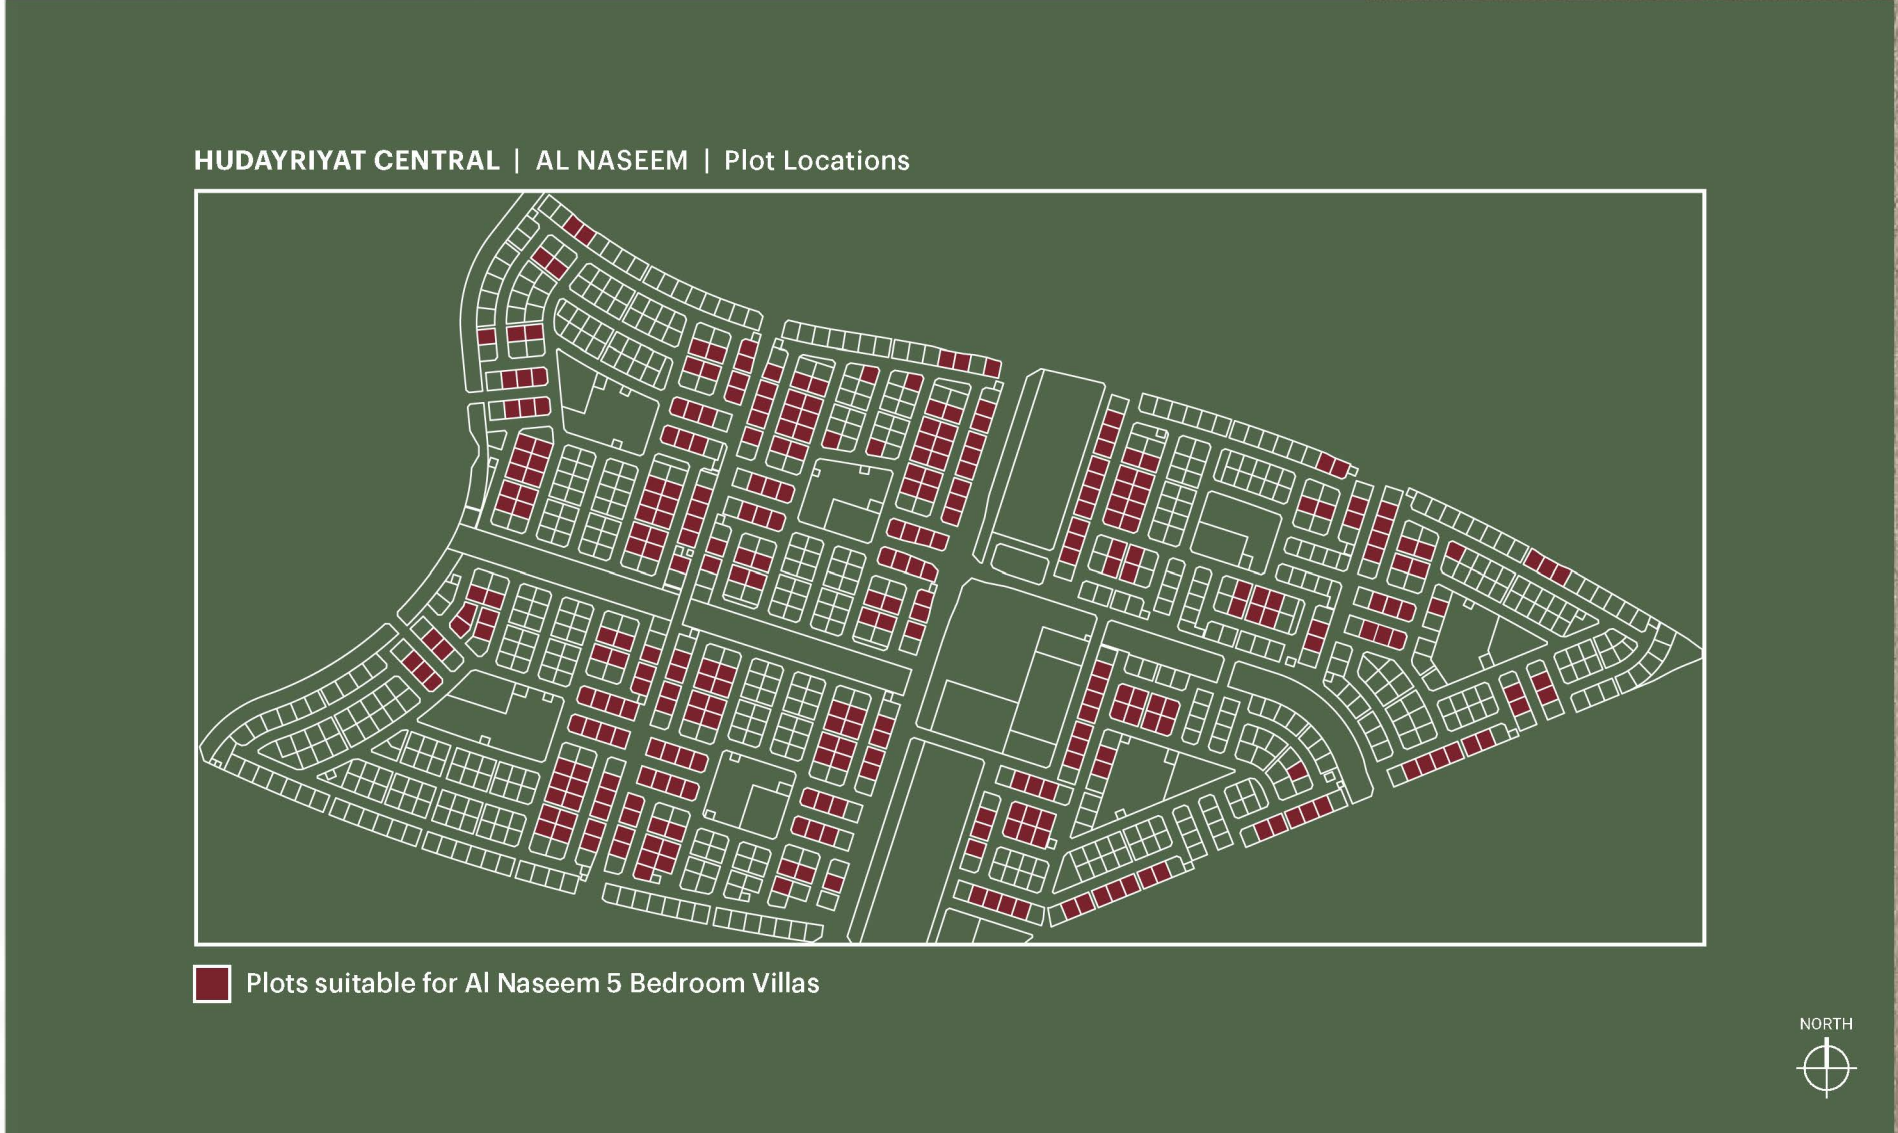 HUDAYRIYAT CENTRAL | AL NASEEM | Plot Locations
Plots suitable for Al Naseem 5 Bedroom Villas
NORTH